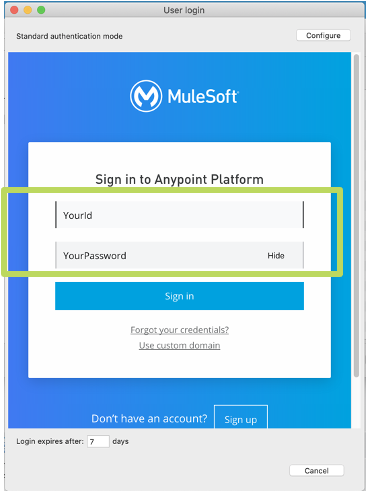 User login
Standard authentication mode
Configure
MuleSoft
Sign in to Anypoint Platform
YourId
YourPassword
Hide
Sign in
Forgot your credentials?
Use custom domain
Don't have an account?
Sign up
Login expires after: 7 days
Cancel